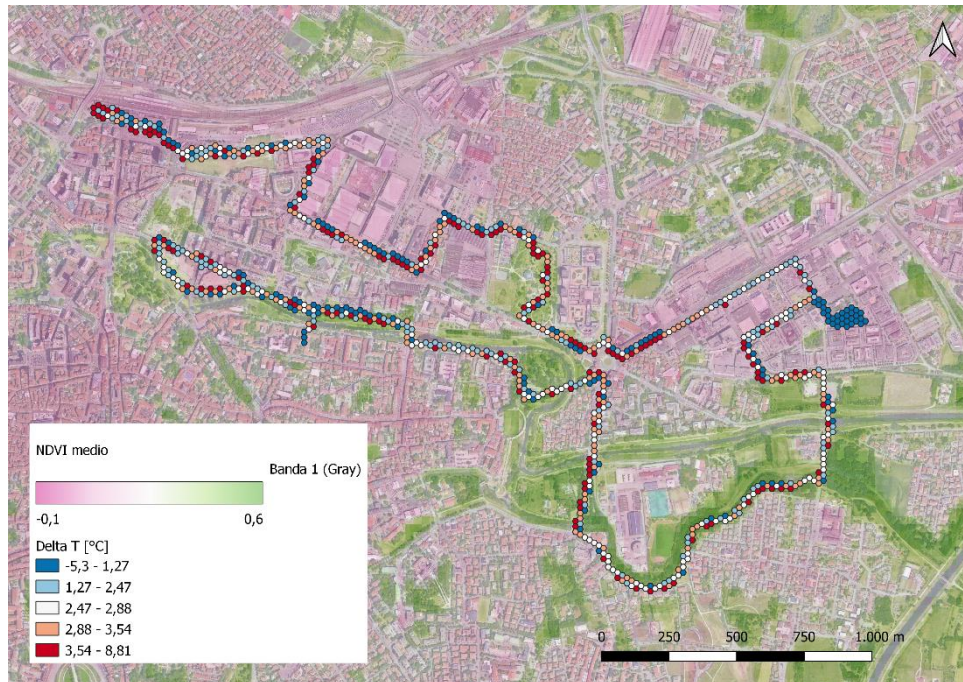 NDVI medio
Banda 1 (Gray)
-0,1 0,6
Delta T [°C]
-5,3 - 1,27
1,27 - 2,47
2,47 - 2,88
2,88 - 3,54
3,54 - 8,81
0 250 500 750 1.000 m